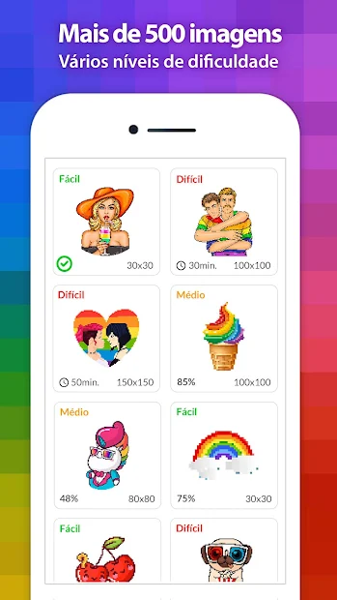 Mais de 500 imagens
Vários níveis de dificuldade
Fácil
30x30
Difícil
30min. 100x100
Difícil
50min. 150x150
Médio
85% 100x100
Médio
48% 80x80
Fácil
75% 30x30
Fácil
Difícil